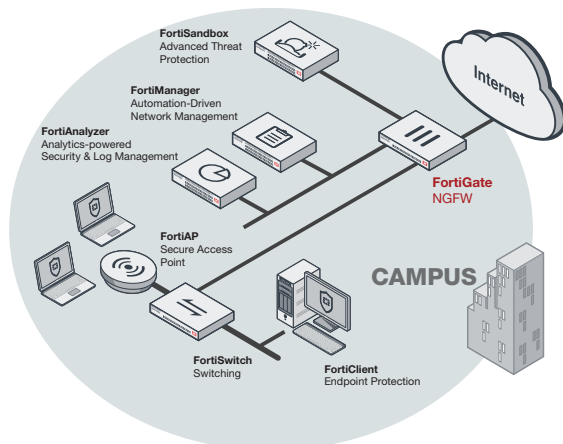 FortiSandbox
Advanced Threat
Protection
Internet
FortiManager
Automation-Driven
Network Management
FortiAnalyzer
Analytics-powered
Security & Log Management
FortiGate
NGFW
FortiAP
Secure Access
Point
CAMPUS
FortiSwitch
Switching
FortiClient
Endpoint Protection